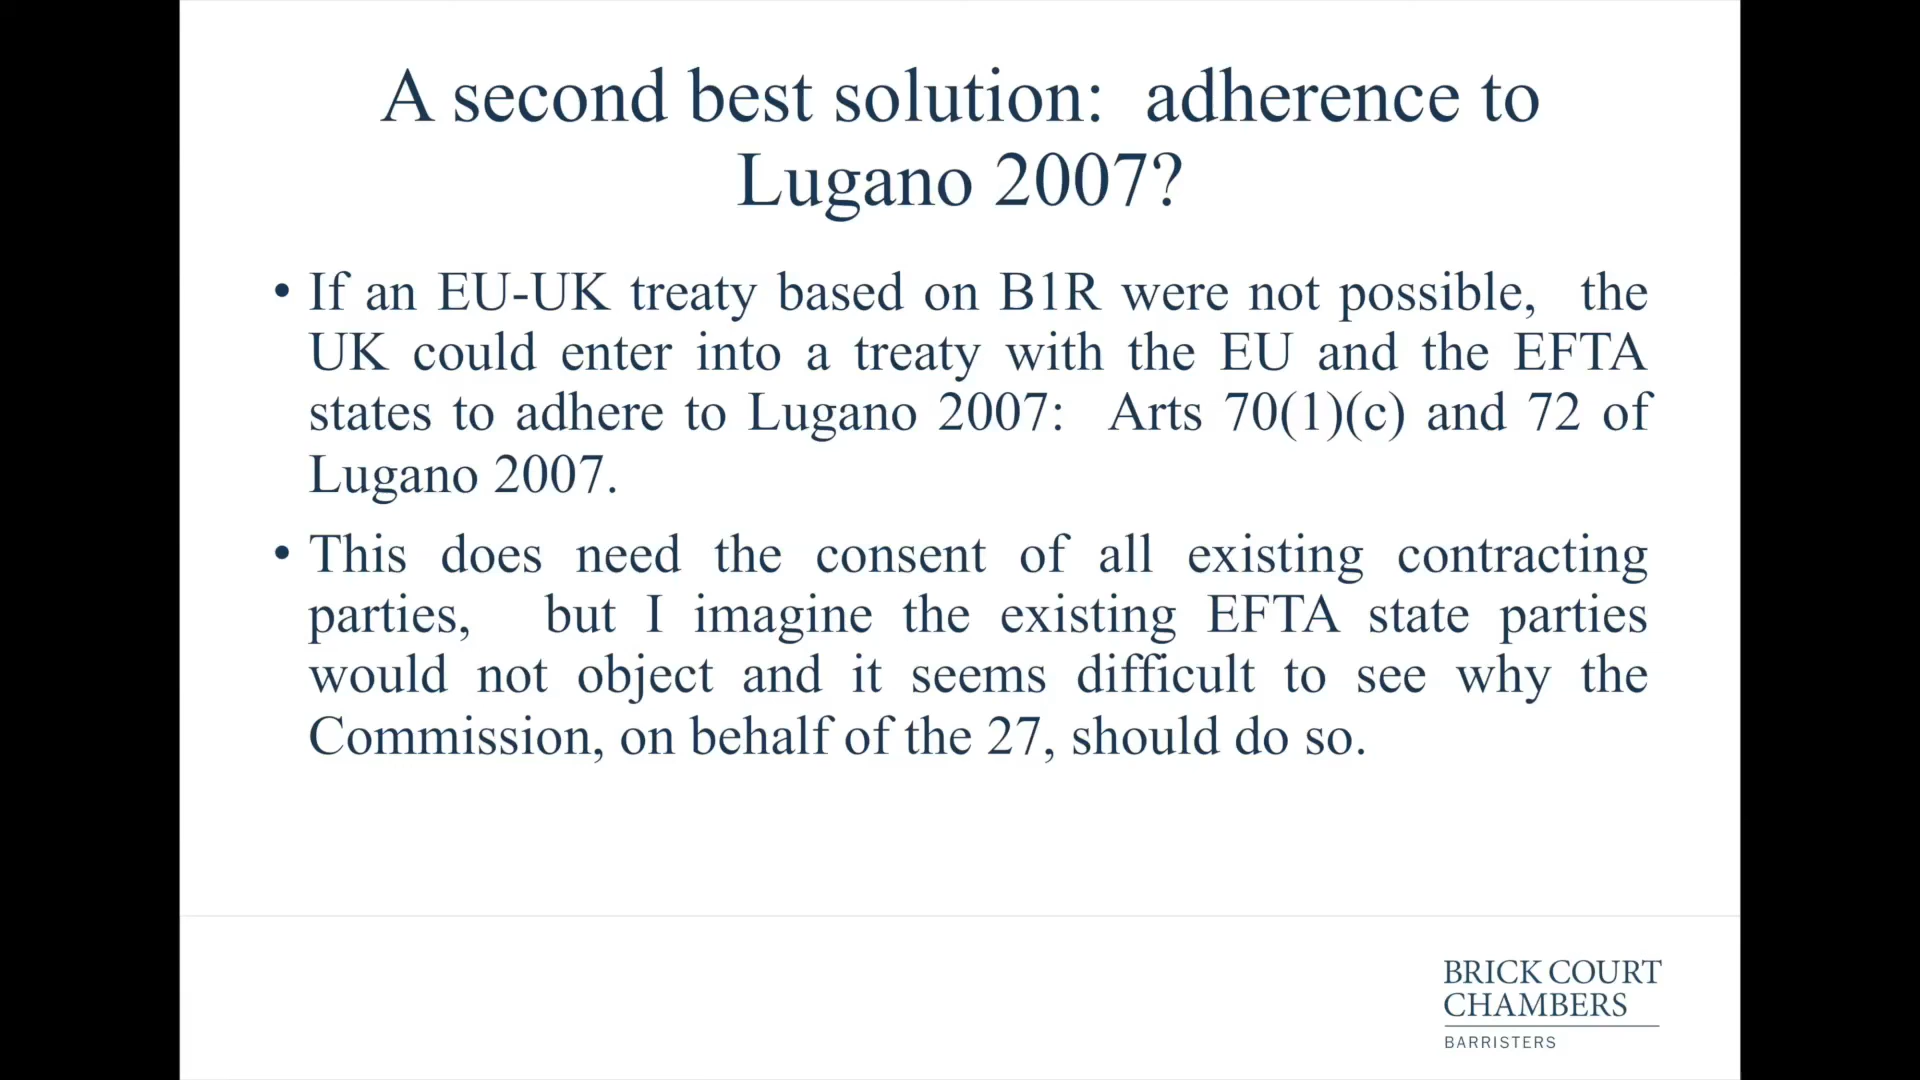 A second best solution: adherence to
Lugano 2007?
• If an EU-UK treaty based on B1R were not possible, the
UK could enter into a treaty with the EU and the EFTA
states to adhere to Lugano 2007: Arts 70(1)(c) and 72 of
Lugano 2007.
• This does need the consent of all existing contracting
parties, but I imagine the existing EFTA state parties
would not object and it seems difficult to see why the
Commission, on behalf of the 27, should do so.
BRICK COURT
CHAMBERS
BARRISTERS